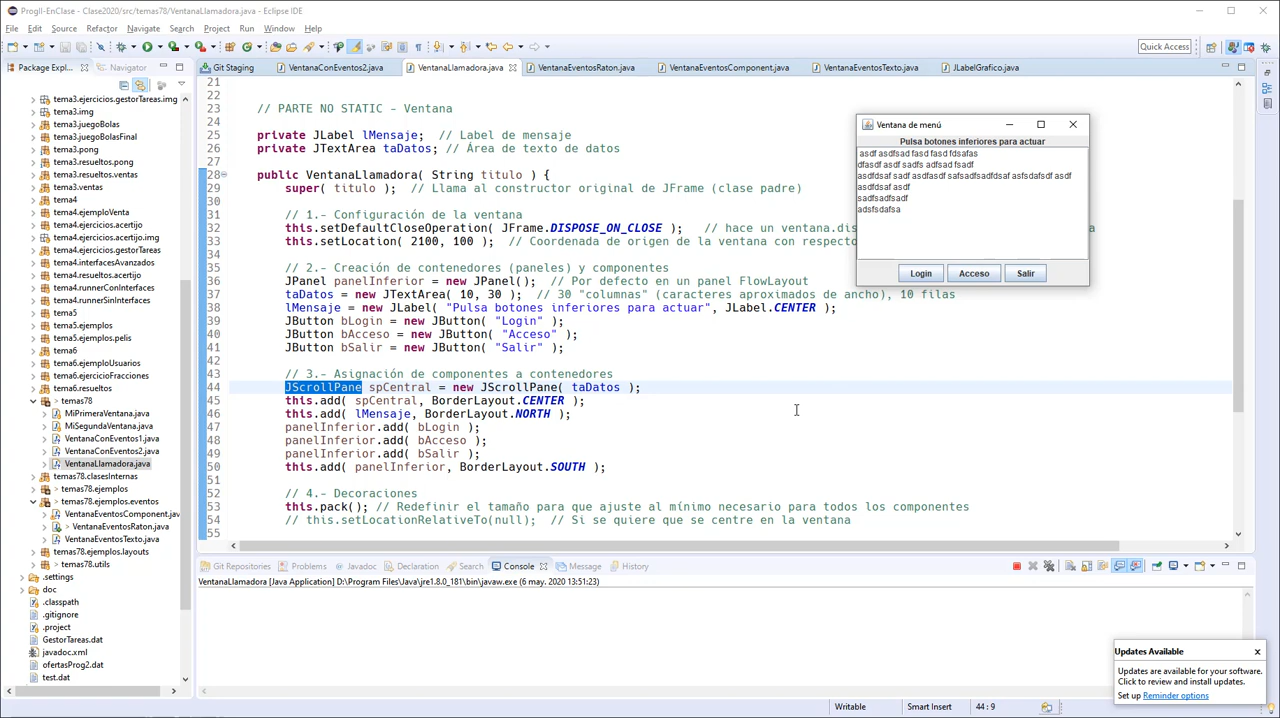 ProgII-EnClase - Clase2020/src/temas78/VentanaLlamadora.java - Eclipse IDE
File Edit Source Refactor Navigate Search Project Run Window Help
Quick Access
Package Expl... Navigator
Git Staging VentanaConEventos2.java VentanaLlamadora.java VentanaEventosRaton.java VentanaEventosComponent.java VentanaEventosTexto.java JLabelGrafico.java
tema3.ejercicios.gestorTareas.img
tema3.img
tema3.juegoBolas
tema3.juegoBolasFinal
tema3.pong
tema3.resueltos.pong
tema3.resueltos.ventas
tema3.ventas
tema4
tema4.ejemploVenta
tema4.ejercicios.acertijo
tema4.ejercicios.acertijo.img
tema4.ejercicios.gestorTareas
tema4.interfacesAvanzados
tema4.resueltos.acertijo
tema4.runnerConInterfaces
tema4.runnerSinInterfaces
tema5
tema5.ejemplos
tema5.ejemplos.pelis
tema6
tema6.ejemploUsuarios
tema6.ejercicioFracciones
tema6.resueltos
temas78
MiPrimeraVentana.java
MiSegundaVentana.java
VentanaConEventos1.java
VentanaConEventos2.java
VentanaLlamadora.java
temas78.clasesInternas
> temas78.ejemplos
> temas78.ejemplos.eventos
VentanaEventosComponent.java
> VentanaEventosRaton.java
VentanaEventosTexto.java
temas78.ejemplos.layouts
> temas78.utils
.settings
doc
.classpath
.gitignore
.project
GestorTareas.dat
javadoc.xml
ofertasProg2.dat
test.dat
21
22
23 // PARTE NO STATIC - Ventana
24
25 private JLabel lMensaje; // Label de mensaje
26 private JTextArea taDatos; // Área de texto de datos
27
28 public VentanaLlamadora( String titulo ) {
29 super( titulo ); // Llama al constructor original de JFrame (clase padre)
30
31 // 1.- Configuración de la ventana
32 this.setDefaultCloseOperation( JFrame.DISPOSE_ON_CLOSE ); // hace un ventana.dis a
33 this.setLocation( 2100, 100 ); // Coordenada de origen de la ventana con respecto
34
35 // 2.- Creación de contenedores (paneles) y componentes
36 JPanel panelInferior = new JPanel(); // Por defecto en un panel FlowLayout
37 taDatos = new JTextArea( 10, 30 ); // 30 "columnas" (caracteres aproximados de ancho), 10 filas
38 lMensaje = new JLabel( "Pulsa botones inferiores para actuar", JLabel.CENTER );
39 JButton bLogin = new JButton( "Login" );
40 JButton bAcceso = new JButton( "Acceso" );
41 JButton bSalir = new JButton( "Salir" );
42
43 // 3.- Asignación de componentes a contenedores
44 JScrollPane spCentral = new JScrollPane( taDatos );
45 this.add( spCentral, BorderLayout.CENTER );
46 this.add( lMensaje, BorderLayout.NORTH );
47 panelInferior.add( bLogin );
48 panelInferior.add( bAcceso );
49 panelInferior.add( bSalir );
50 this.add( panelInferior, BorderLayout.SOUTH );
51
52 // 4.- Decoraciones
53 this.pack(); // Redefinir el tamaño para que ajuste al mínimo necesario para todos los componentes
54 // this.setLocationRelativeTo(null); // Si se quiere que se centre en la ventana
55
Ventana de menú
Pulsa botones inferiores para actuar
asdf asdfsad fasd fasd fdsafas
dfasdf asdf sadfs adfsad fsadf
asdfdsaf sadf asdfasdf safsadfsadfdsaf aafsdafsdf asdf
asdfdsaf asdf
sadfsadfsadf
adsfsdafsa
Login Acceso Salir
Git Repositories Problems Javadoc Declaration Search Console Message History
VentanaLlamadora [Java Application] D:\Program Files\Java\jre1.8.0_181\bin\javaw.exe (6 may. 2020 13:51:23)
Updates Available
Updates are available for your software.
Click to review and install updates.
Set up Reminder options
Writable Smart Insert 44 : 9